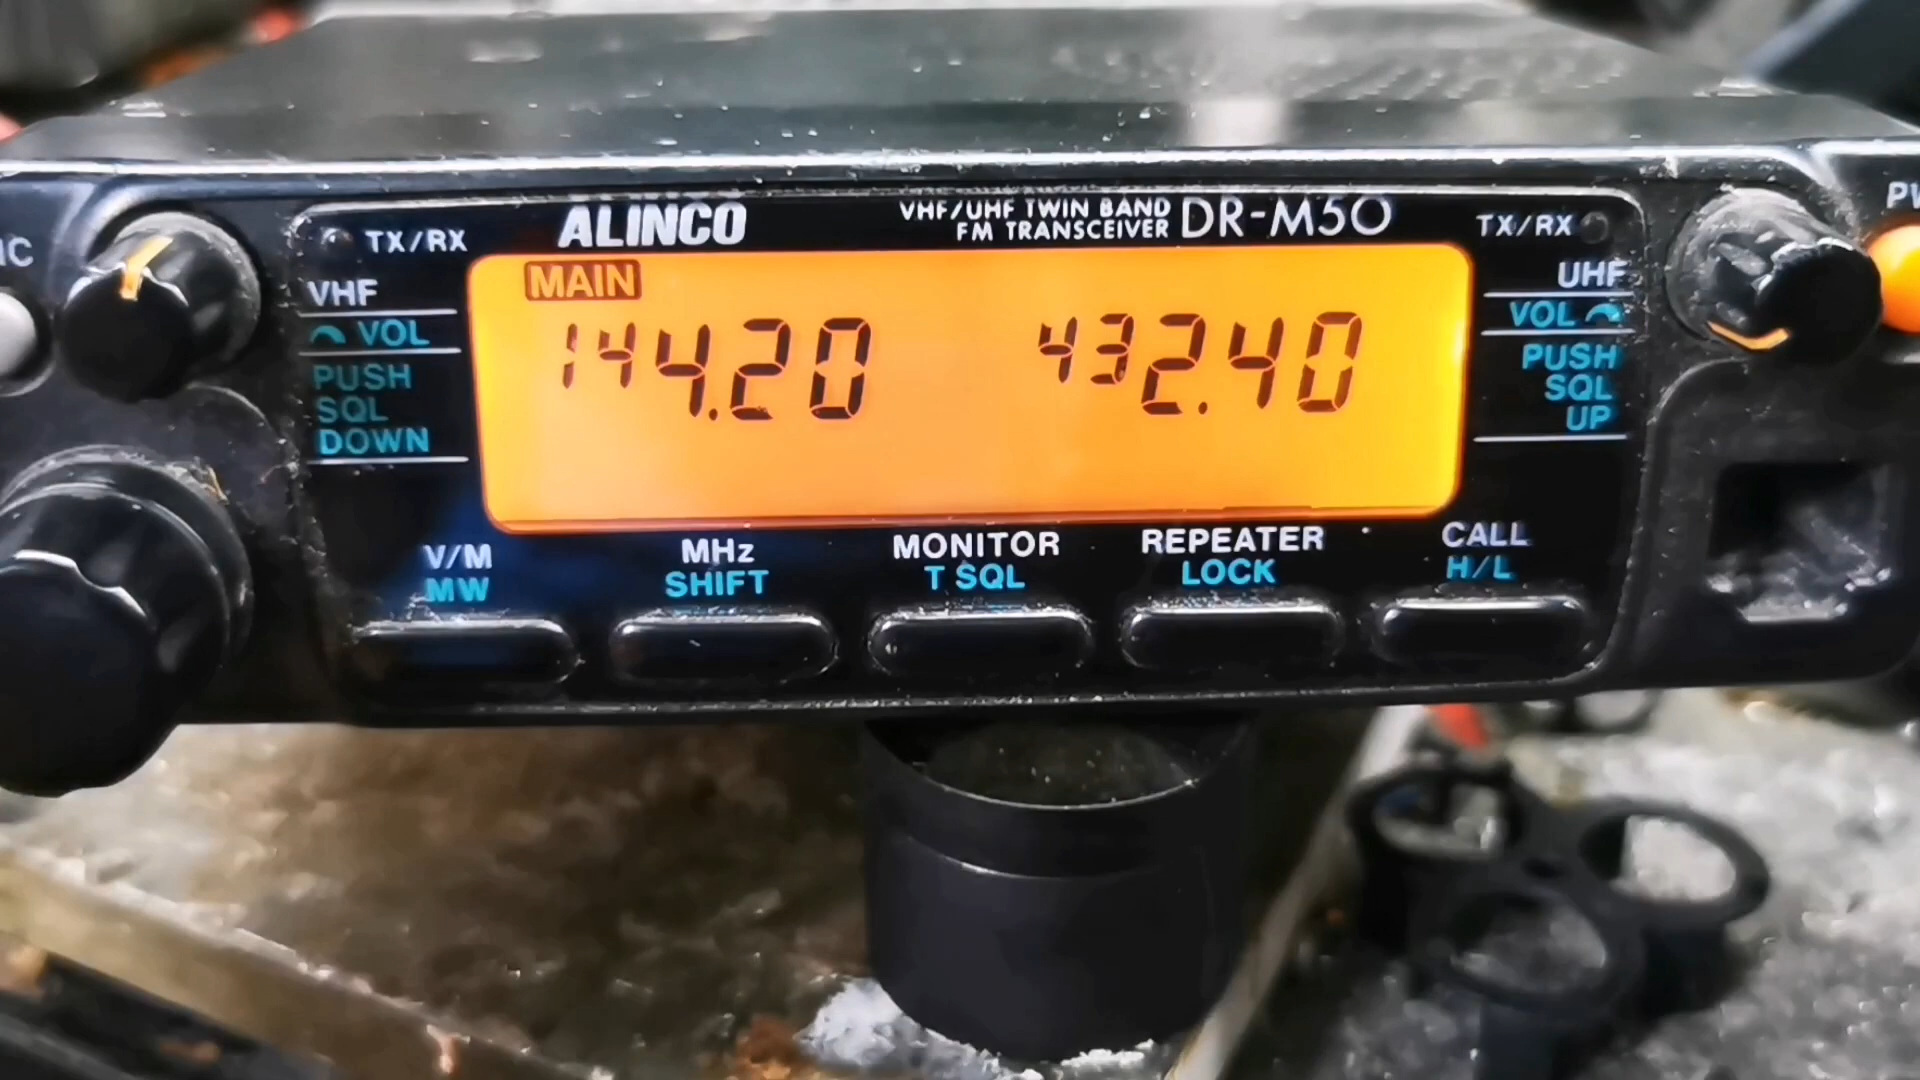 ALINCO
VHF/UHF TWIN BAND
FM TRANSCEIVER
DR-M50
TX/RX
VHF
VOL
PUSH
SQL
DOWN
MAIN
144.20
432.40
TX/RX
UHF
VOL
PUSH
SQL
UP
V/M
MW
MHz
SHIFT
MONITOR
T SQL
REPEATER
LOCK
CALL
H/L